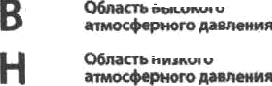 В Область высокого
атмосферного давления
Н Область низкого
атмосферного давления